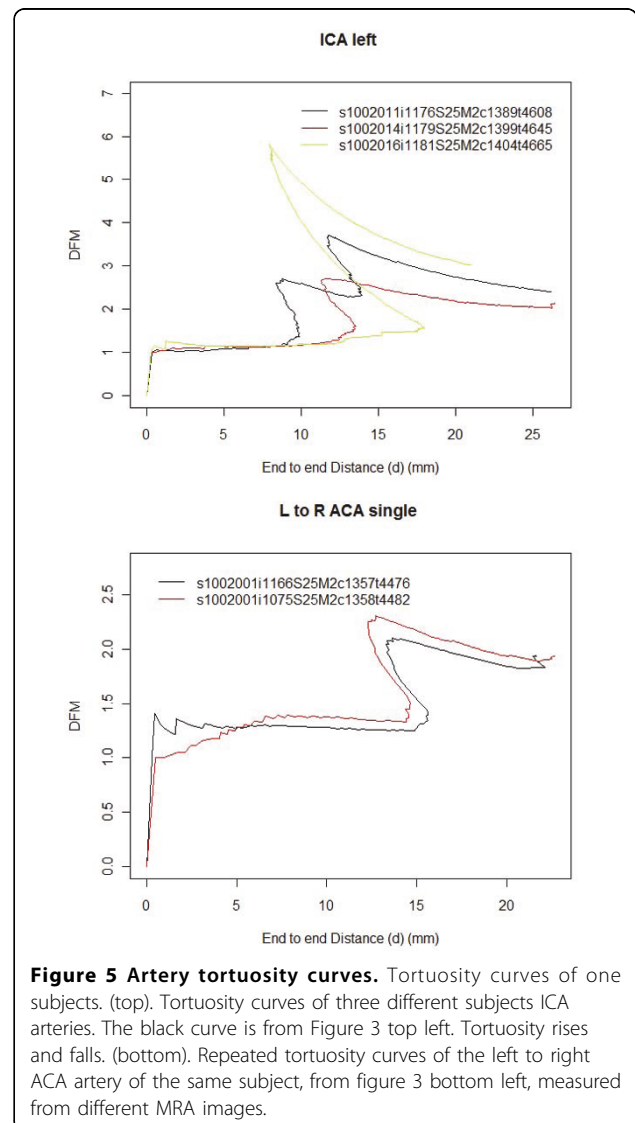 ICA left
7
6
5
4
3
2
1
0
DFM
s1002011i1176S25M2c1389t4608
s1002014i1179S25M2c1399t4645
s1002016i1181S25M2c1404t4665
0 5 10 15 20 25
End to end Distance (d) (mm)
L to R ACA single
2.5
2.0
1.5
1.0
0.5
0.0
DFM
s1002001i1166S25M2c1357t4476
s1002001i1075S25M2c1358t4482
0 5 10 15 20
End to end Distance (d) (mm)
Figure 5 Artery tortuosity curves. Tortuosity curves of one
subjects. (top). Tortuosity curves of three different subjects ICA
arteries. The black curve is from Figure 3 top left. Tortuosity rises
and falls. (bottom). Repeated tortuosity curves of the left to right
ACA artery of the same subject, from figure 3 bottom left, measured
from different MRA images.